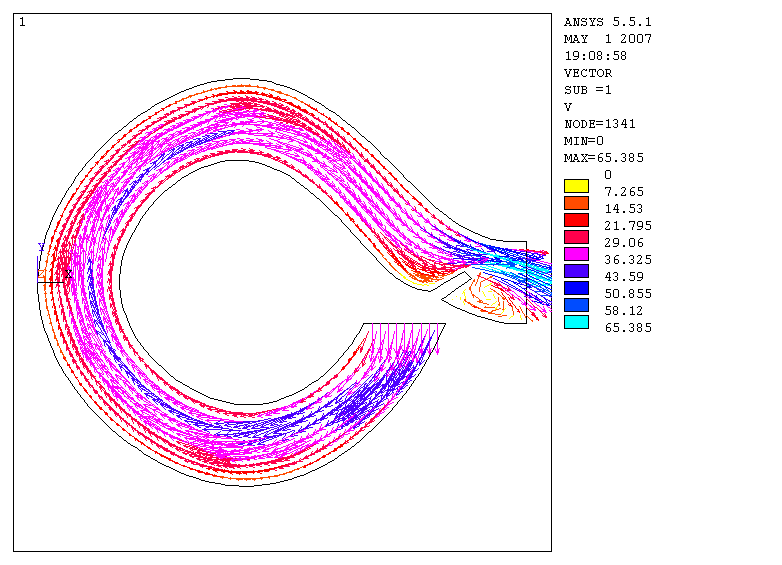 1
ANSYS 5.5.1
MAY 1 2007
19:08:58
VECTOR
SUB =1
V
NODE=1341
MIN=0
MAX=65.385
0
7.265
14.53
21.795
29.06
36.325
43.59
50.855
58.12
65.385
Y
X